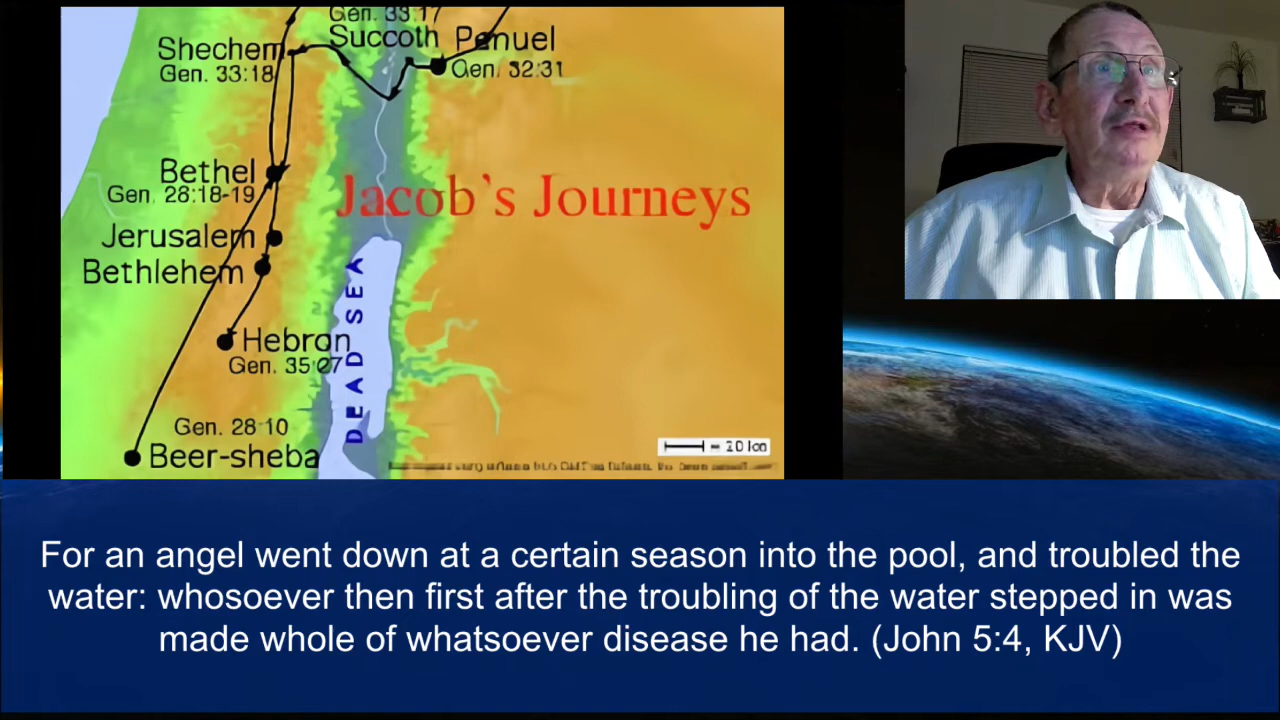 Gen. 33:17
Succoth
Penuel
Gen. 32:31
Shechem
Gen. 33:18
Bethel
Gen. 28:18-19
Jerusalem
Bethlehem
Jacob's Journeys
DEAD SEA
Hebron
Gen. 35:27
Gen. 28:10
Beer-sheba
For an angel went down at a certain season into the pool, and troubled the
water: whosoever then first after the troubling of the water stepped in was
made whole of whatsoever disease he had. (John 5:4, KJV)